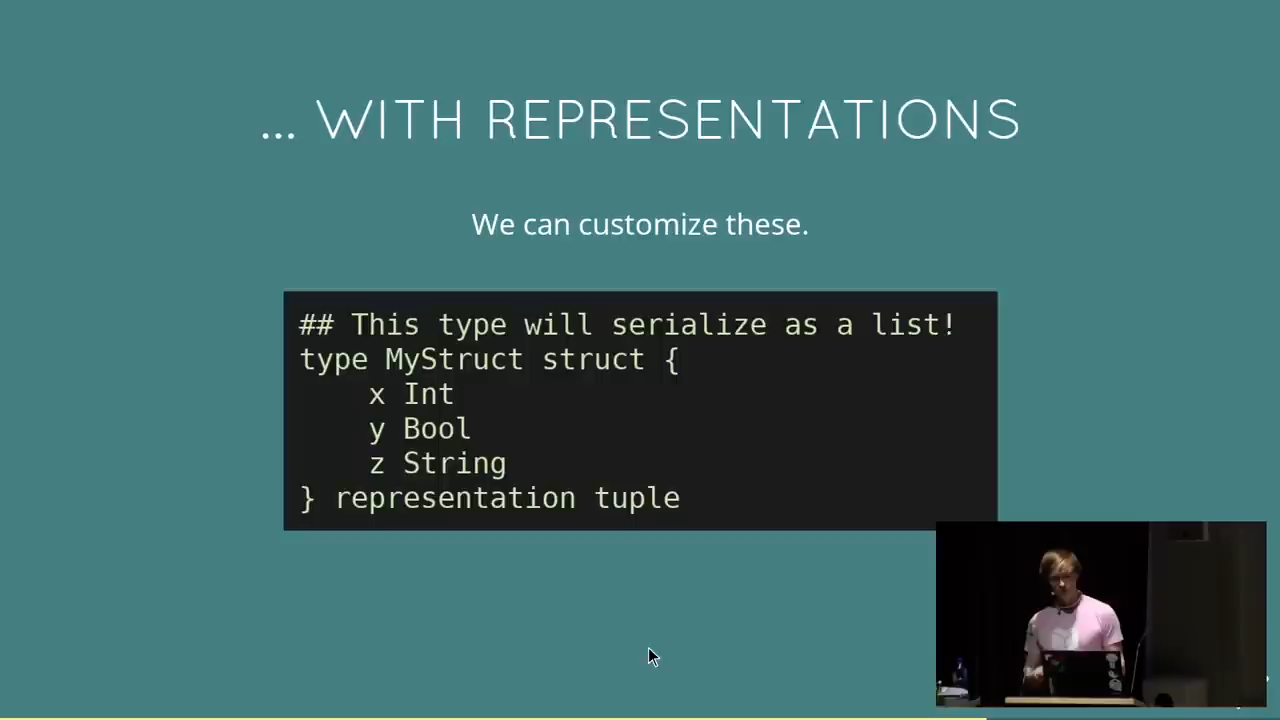 ... WITH REPRESENTATIONS
We can customize these.
## This type will serialize as a list!
type MyStruct struct {
    x Int
    y Bool
    z String
} representation tuple